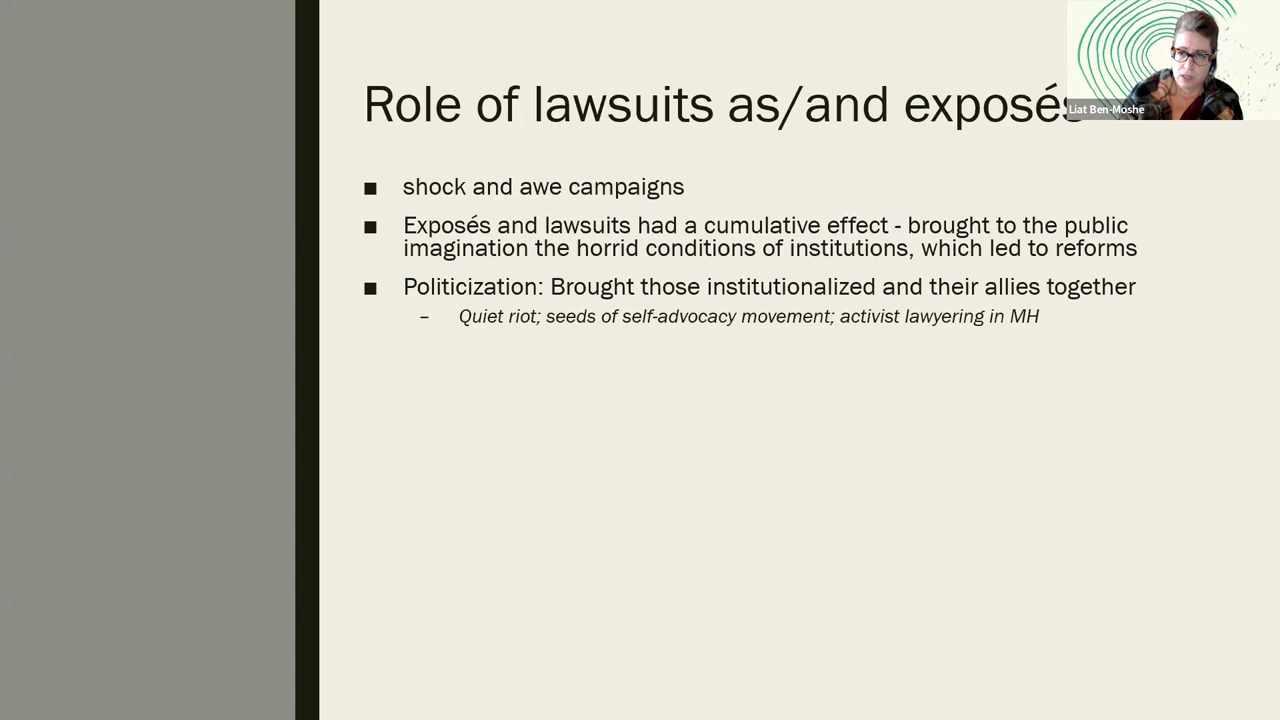 Role of lawsuits as/and exposés
Liat Ben-Moshe
■ shock and awe campaigns
■ Exposés and lawsuits had a cumulative effect - brought to the public
imagination the horrid conditions of institutions, which led to reforms
■ Politicization: Brought those institutionalized and their allies together
– Quiet riot; seeds of self-advocacy movement; activist lawyering in MH